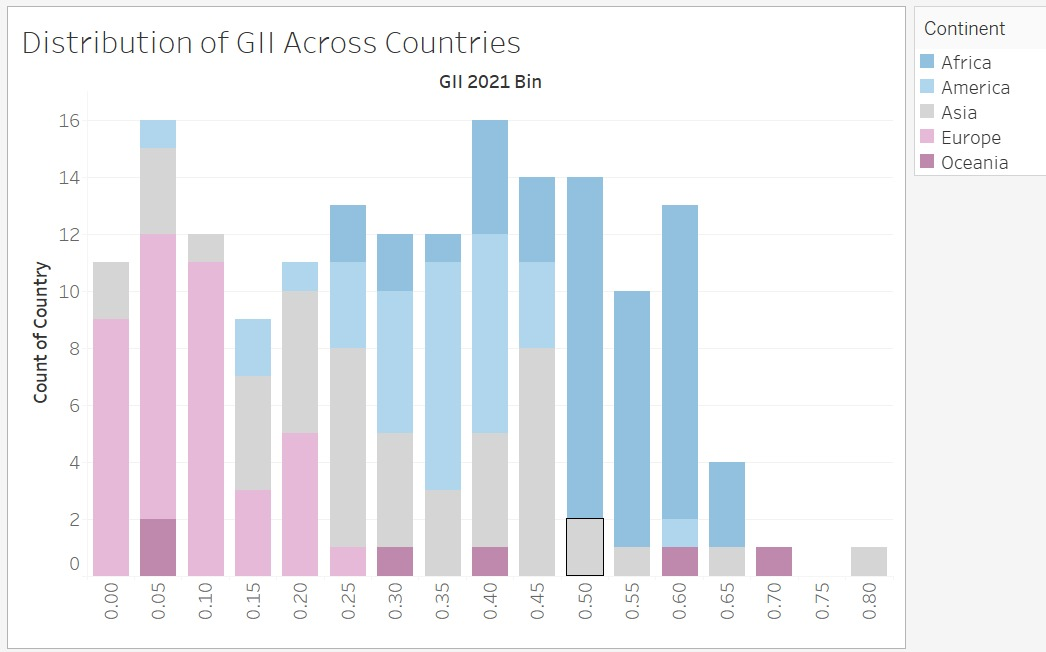 Distribution of GII Across Countries
GII 2021 Bin
Count of Country
16
14
12
10
8
6
4
2
0
0.00
0.05
0.10
0.15
0.20
0.25
0.30
0.35
0.40
0.45
0.50
0.55
0.60
0.65
0.70
0.75
0.80
Continent
Africa
America
Asia
Europe
Oceania